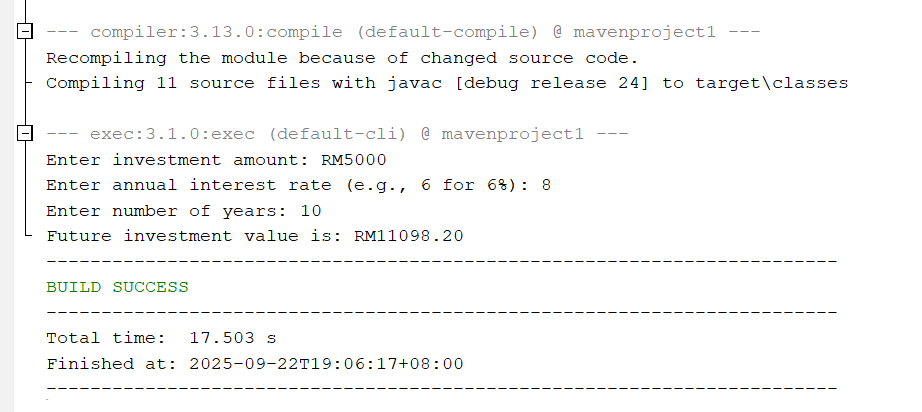 --- compiler:3.13.0:compile (default-compile) @ mavenproject1 ---
Recompiling the module because of changed source code.
Compiling 11 source files with javac [debug release 24] to target\classes
--- exec:3.1.0:exec (default-cli) @ mavenproject1 ---
Enter investment amount: RM5000
Enter annual interest rate (e.g., 6 for 6%): 8
Enter number of years: 10
Future investment value is: RM11098.20
------------------------------------------------------------------------
BUILD SUCCESS
------------------------------------------------------------------------
Total time:  17.503 s
Finished at: 2025-09-22T19:06:17+08:00
------------------------------------------------------------------------